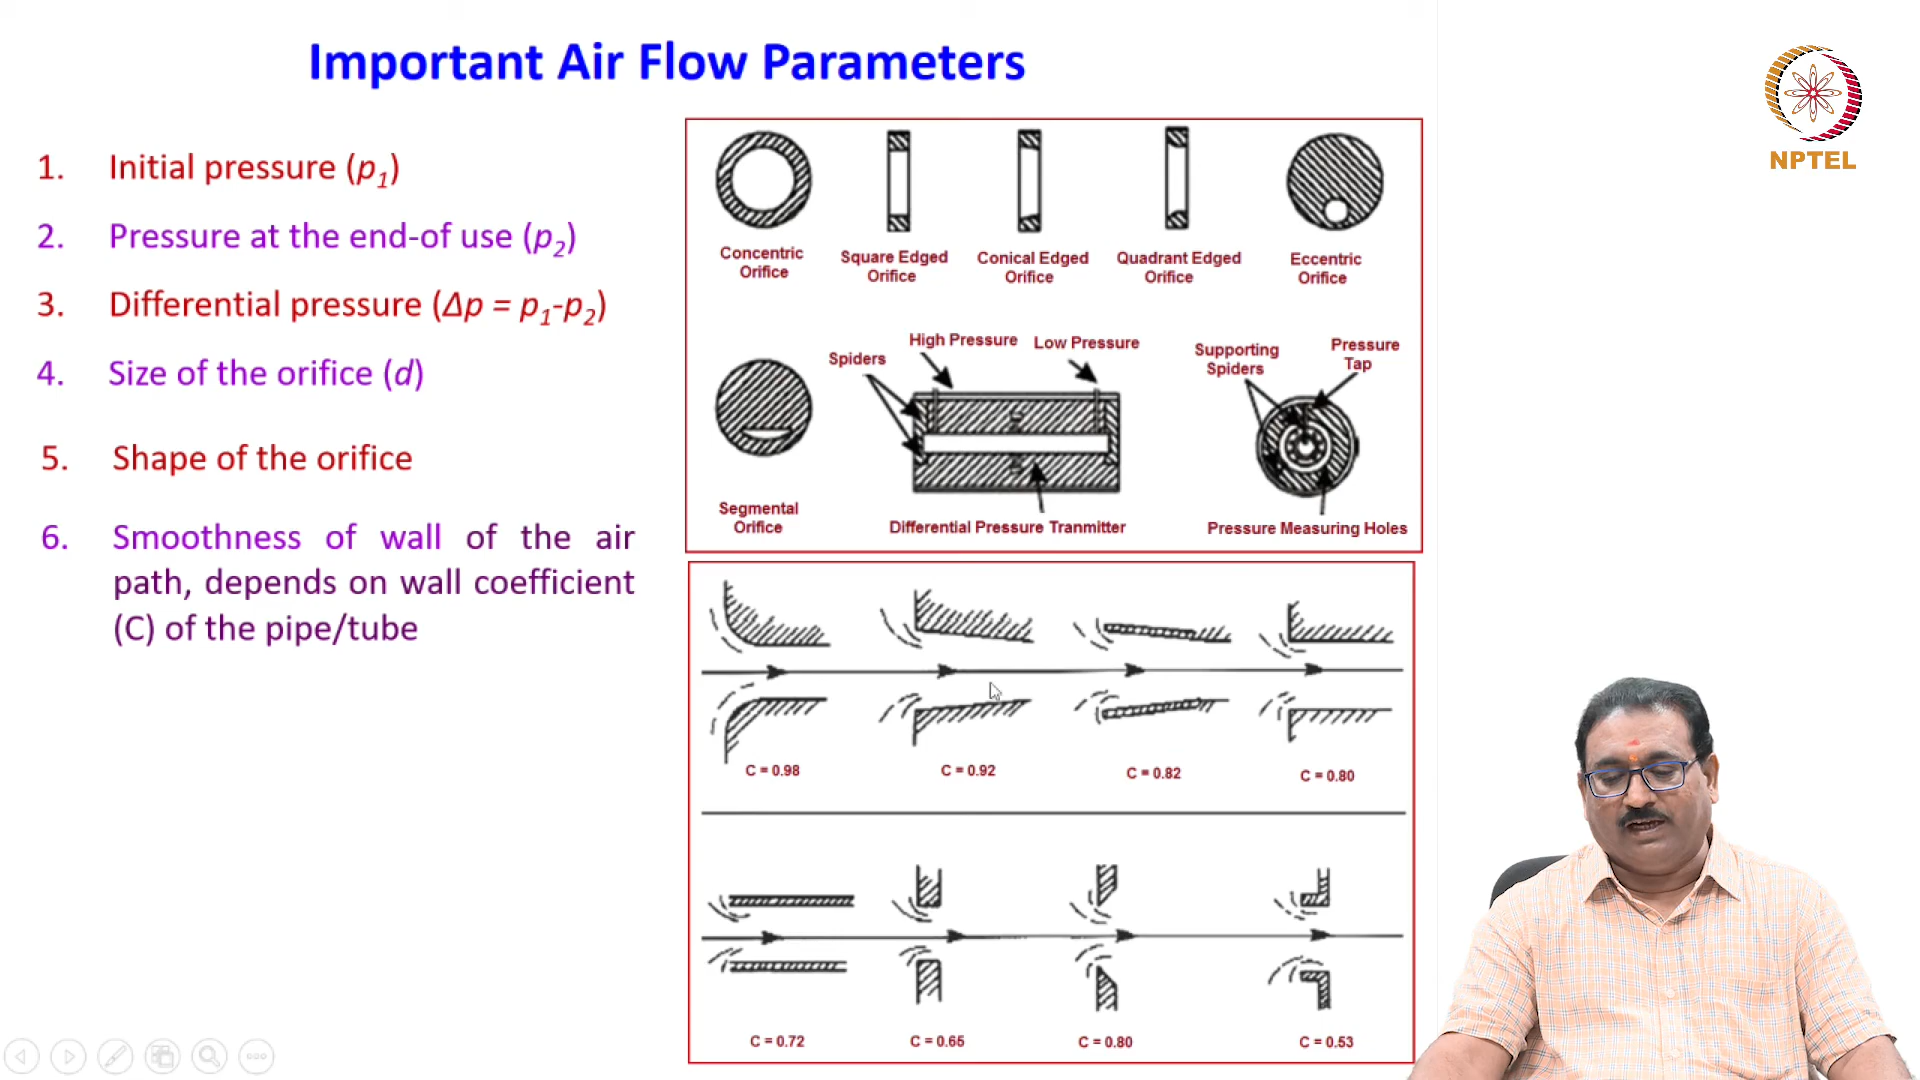 Important Air Flow Parameters
NPTEL
1. Initial pressure (p1)
2. Pressure at the end-of use (p2)
3. Differential pressure (Δp = p1-p2)
4. Size of the orifice (d)
5. Shape of the orifice
6. Smoothness of wall of the air
path, depends on wall coefficient
(C) of the pipe/tube
Concentric
Orifice
Square Edged
Orifice
Conical Edged
Orifice
Quadrant Edged
Orifice
Eccentric
Orifice
Segmental
Orifice
Spiders
High Pressure
Low Pressure
Differential Pressure Tranmitter
Supporting
Spiders
Pressure
Tap
Pressure Measuring Holes
C = 0.98
C = 0.92
C = 0.82
C = 0.80
C = 0.72
C = 0.65
C = 0.80
C = 0.53